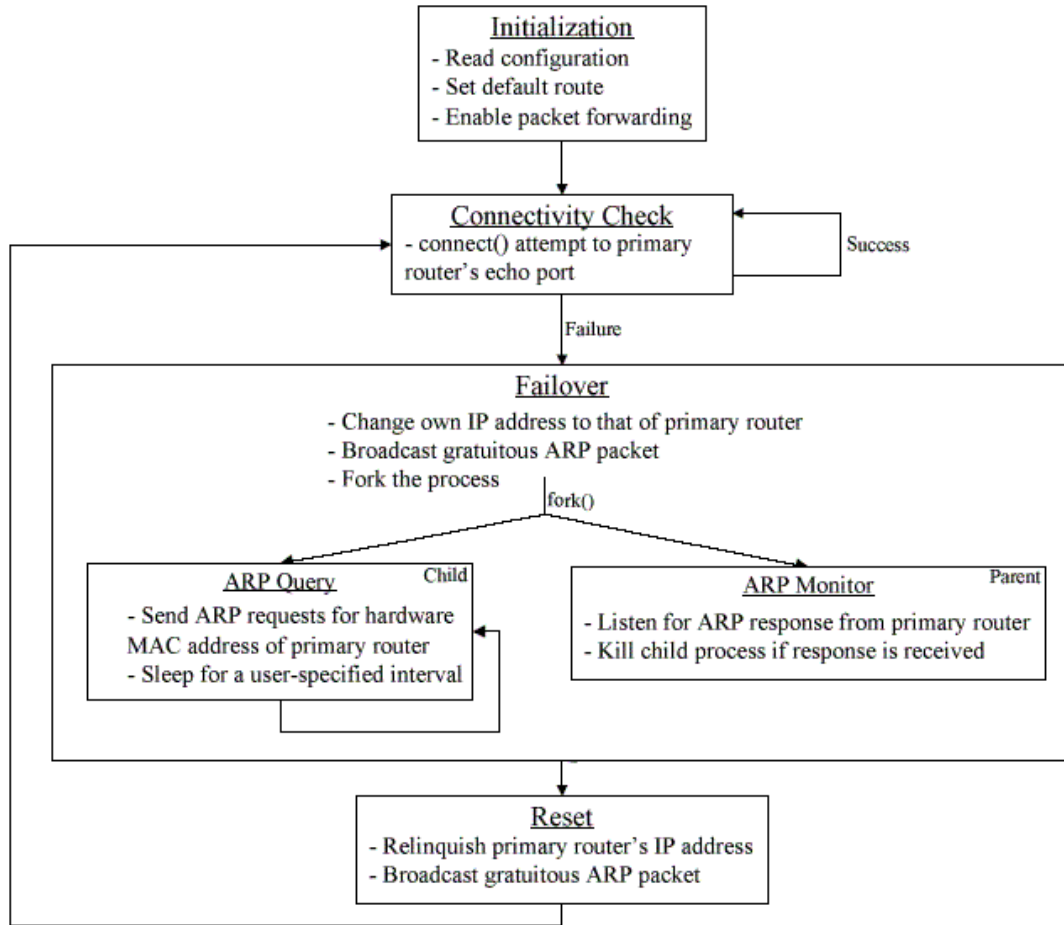 Initialization
- Read configuration
- Set default route
- Enable packet forwarding
Connectivity Check
- connect() attempt to primary
router's echo port
Success
Failure
Failover
- Change own IP address to that of primary router
- Broadcast gratuitous ARP packet
- Fork the process
fork()
ARP Query
Child
- Send ARP requests for hardware
MAC address of primary router
- Sleep for a user-specified interval
ARP Monitor
Parent
- Listen for ARP response from primary router
- Kill child process if response is received
Reset
- Relinquish primary router's IP address
- Broadcast gratuitous ARP packet